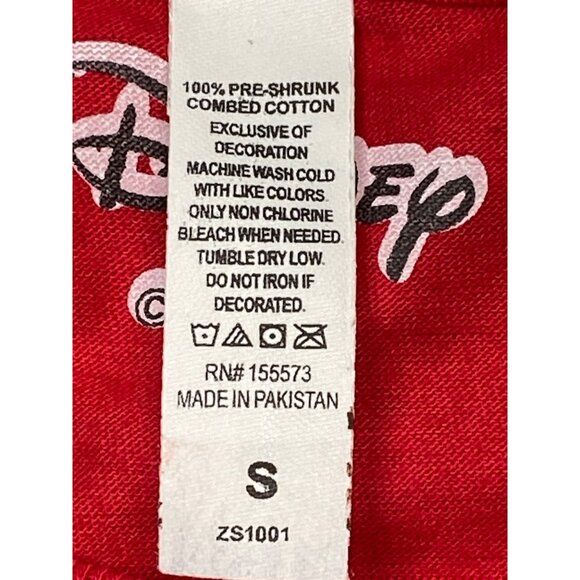 100% PRE-SHRUNK
COMBED COTTON
EXCLUSIVE OF
DECORATION
MACHINE WASH COLD
WITH LIKE COLORS.
ONLY NON CHLORINE
BLEACH WHEN NEEDED.
TUMBLE DRY LOW.
DO NOT IRON IF
DECORATED.
RN# 155573
MADE IN PAKISTAN
S
ZS1001
©